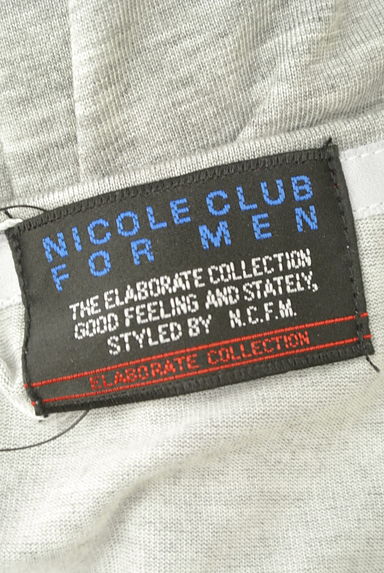 NICOLE CLUB
FOR MEN
THE ELABORATE COLLECTION
GOOD FEELING AND STATELY,
STYLED BY N.C.F.M.
ELABORATE COLLECTION